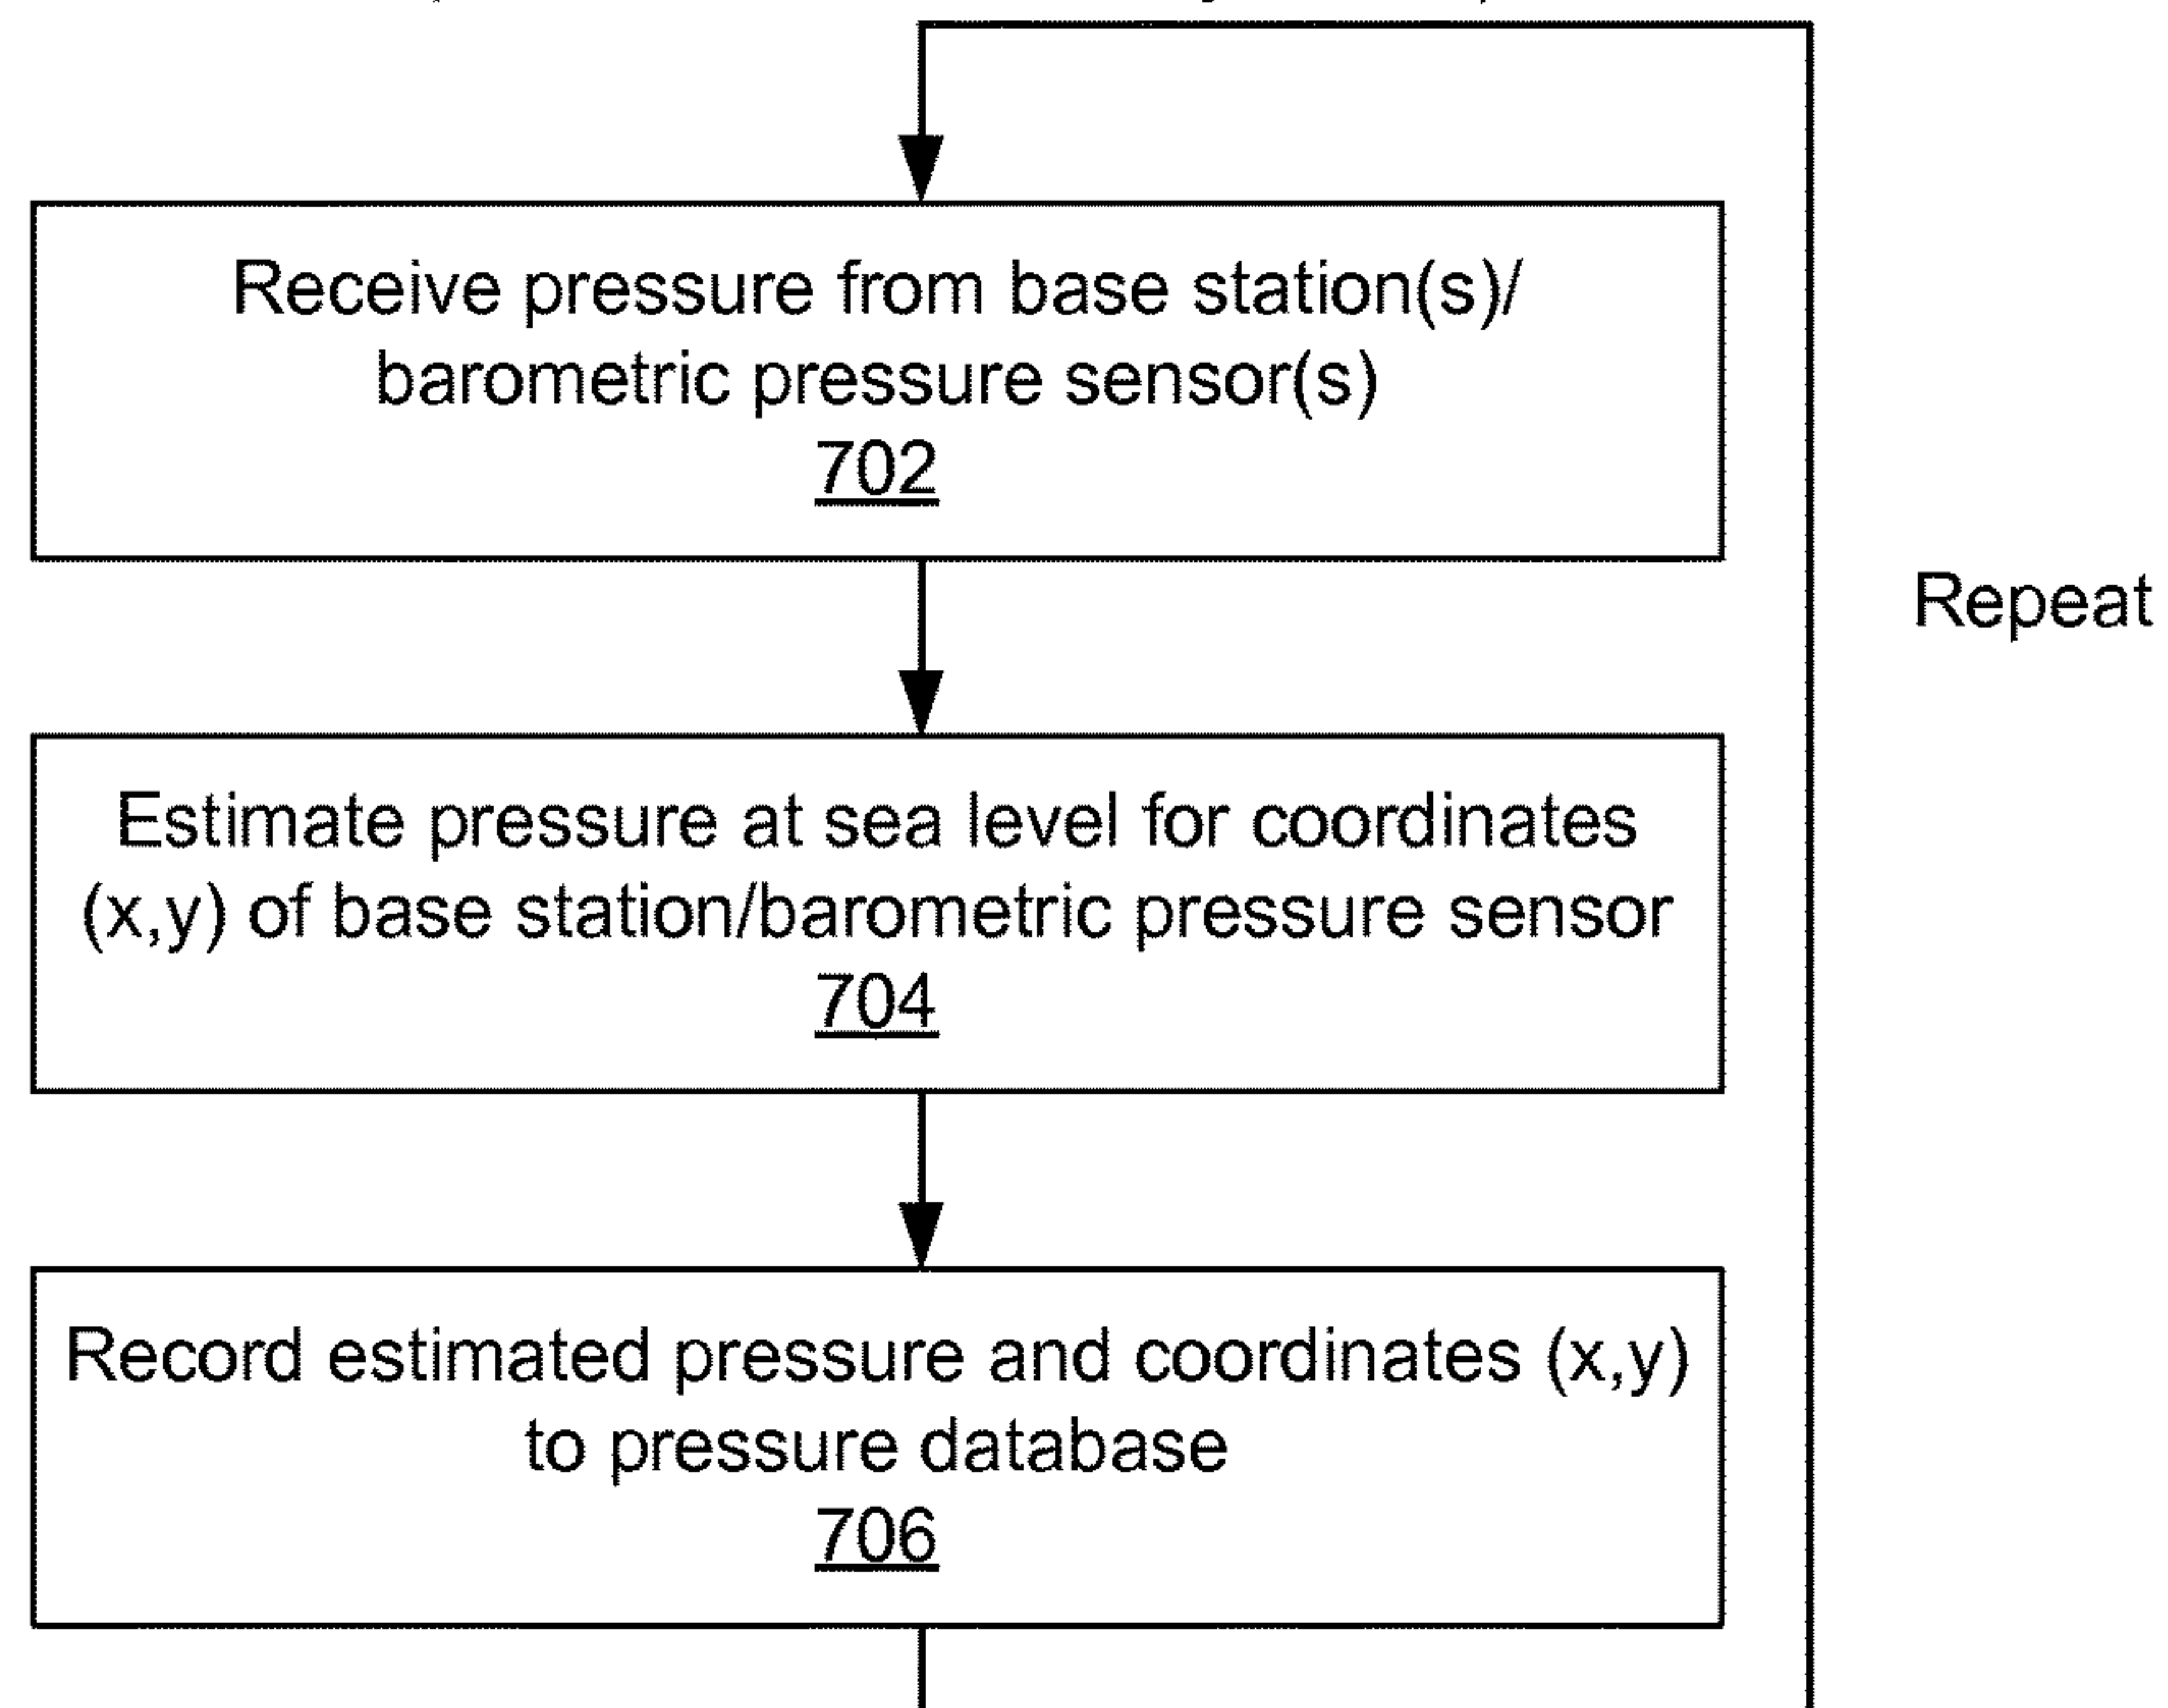 Receive pressure from base station(s)/
barometric pressure sensor(s)
702
Repeat
Estimate pressure at sea level for coordinates
(x,y) of base station/barometric pressure sensor
704
Record estimated pressure and coordinates (x,y)
to pressure database
706